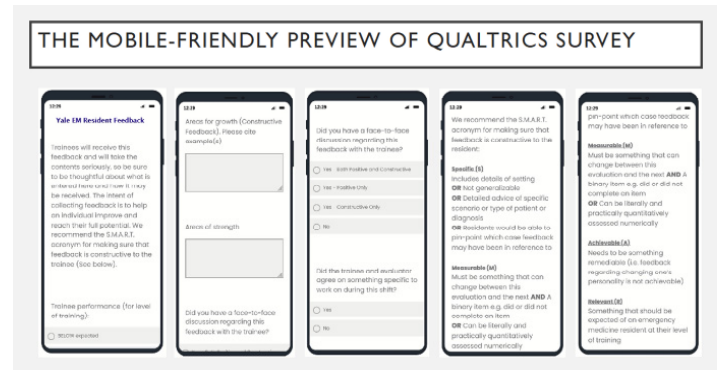 THE MOBILE-FRIENDLY PREVIEW OF QUALTRICS SURVEY
12:29
Yale EM Resident Feedback
Trainees will receive this
feedback and will take the
contents seriously, so be sure
to be thoughtful about what is
entered here and how it may
be received. The intent of
collecting feedback is to help
an individual improve and
reach their full potential. We
recommend the S.M.A.R.T.
acronym for making sure that
feedback is constructive to the
trainee (See below).
Trainee performance (for level
of training):
BELOW expected
12:29
Areas for growth (Constructive
Feedback). Please cite
example(s)
Areas of strength
Did you have a face-to-face
discussion regarding this
feedback with the trainee?
12:29
Did you have a face-to-face
discussion regarding this
feedback with the trainee?
Yes - Both Positive and Constructive
Yes - Positive Only
Yes - Constructive Only
No
Did the trainee and evaluator
agree on something specific to
work on during this shift?
Yes
No
12:29
We recommend the S.M.A.R.T.
acronym for making sure that
feedback is constructive to the
resident:
Specific (S)
Includes details of setting
OR Not generalizable
OR Detailed advice of specific
scenario or type of patient or
diagnosis
OR Residents would be able to
pin-point which case feedback
may have been in reference to
Measurable (M)
Must be something that can
change between this
evaluation and the next AND A
binary item e.g. did or did not
complete an item
OR Can be literally and
practically quantitatively
assessed numerically
12:29
pin-point which case feedback
may have been in reference to
Measurable (M)
Must be something that can
change between this
evaluation and the next AND A
binary item e.g. did or did not
complete an item
OR Can be literally and
practically quantitatively
assessed numerically
Achievable (A)
Needs to be something
remediable (i.e. feedback
regarding changing one's
personality is not achievable)
Relevant (R)
Something that should be
expected of an emergency
medicine resident at their level
of training